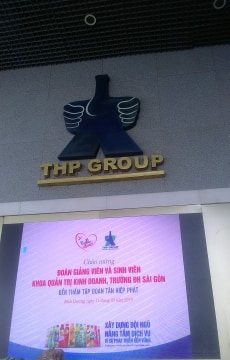 THP GROUP
Chào mừng
ĐOÀN GIẢNG VIÊN VÀ SINH VIÊN
KHOA QUẢN TRỊ KINH DOANH, TRƯỜNG ĐH SÀI GÒN
ĐẾN THĂM TẬP ĐOÀN TÂN HIỆP PHÁT
XÂY DỰNG ĐỘI NGŨ
NÂNG TẦM DỊCH VỤ